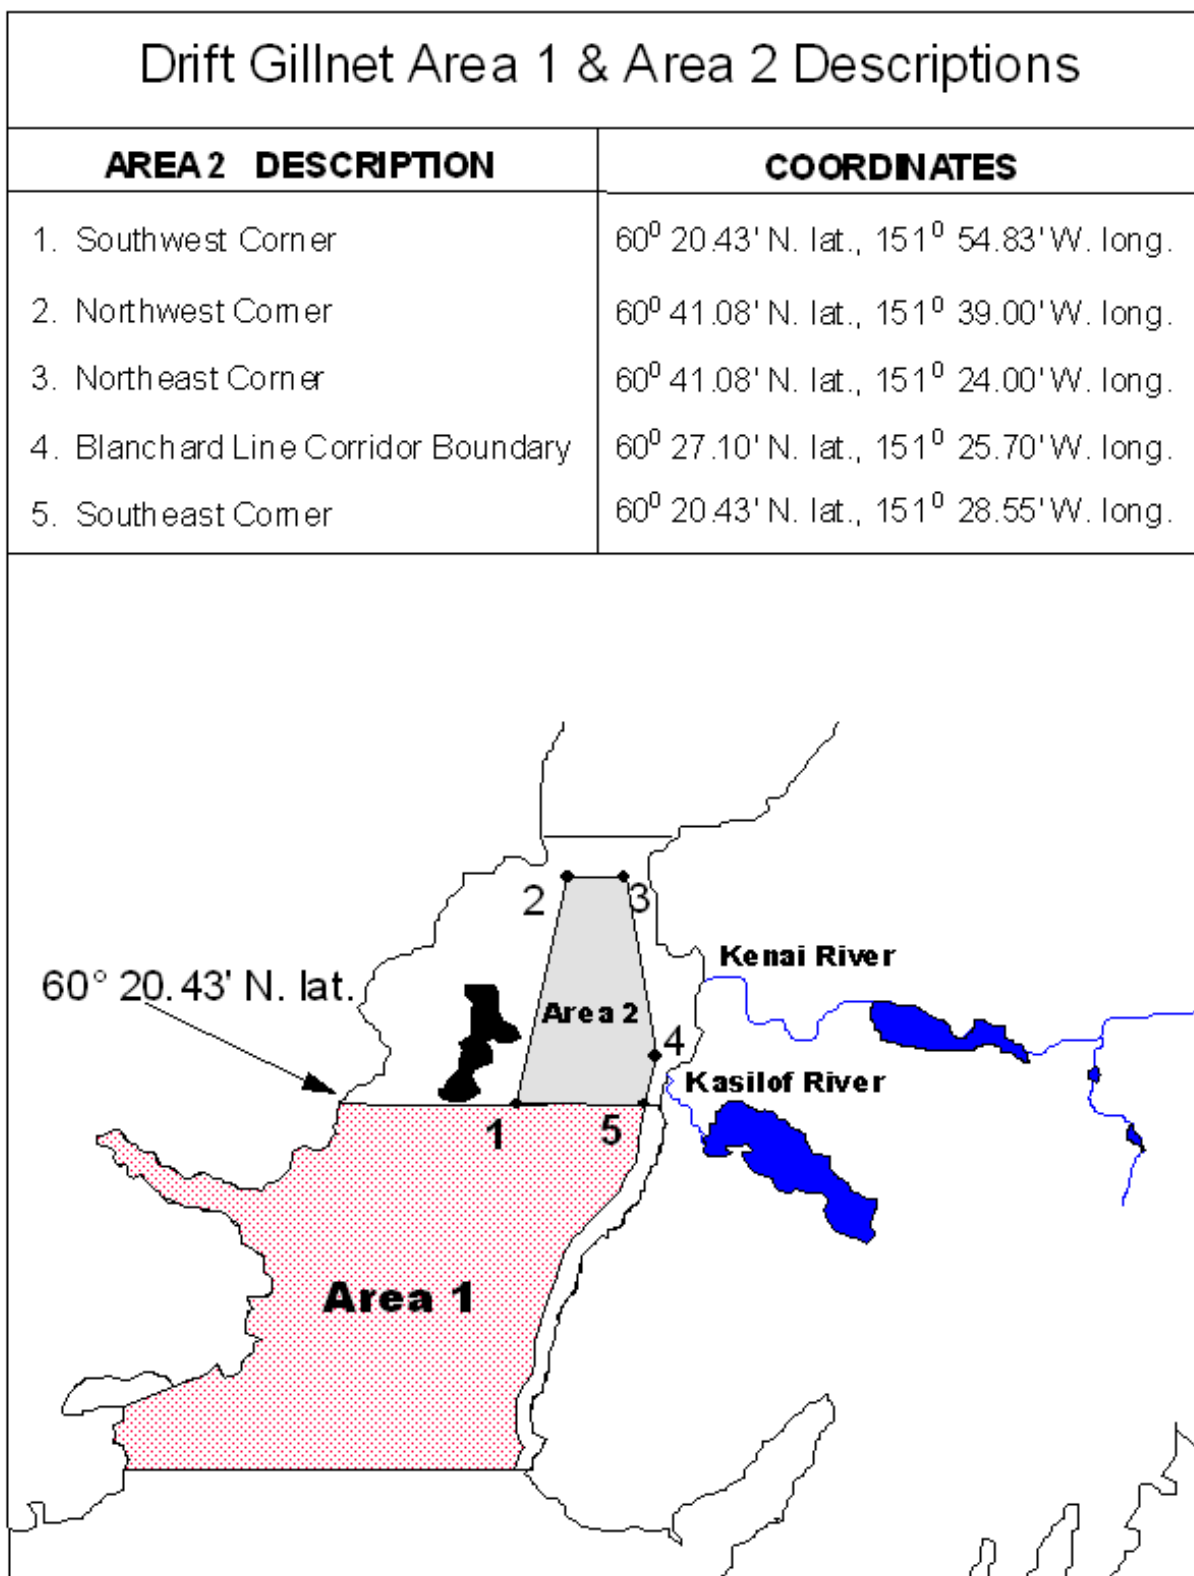 Drift Gillnet Area 1 & Area 2 Descriptions
AREA 2 DESCRIPTION
COORDINATES
1. Southwest Corner
60⁰ 20.43' N. lat., 151⁰ 54.83' W. long.
2. Northwest Corner
60⁰ 41.08' N. lat., 151⁰ 39.00' W. long.
3. Northeast Corner
60⁰ 41.08' N. lat., 151⁰ 24.00' W. long.
4. Blanchard Line Corridor Boundary
60⁰ 27.10' N. lat., 151⁰ 25.70' W. long.
5. Southeast Corner
60⁰ 20.43' N. lat., 151⁰ 28.55' W. long.
2
3
Kenai River
60° 20.43' N. lat.
Area 2
4
Kasilof River
1
5
Area 1